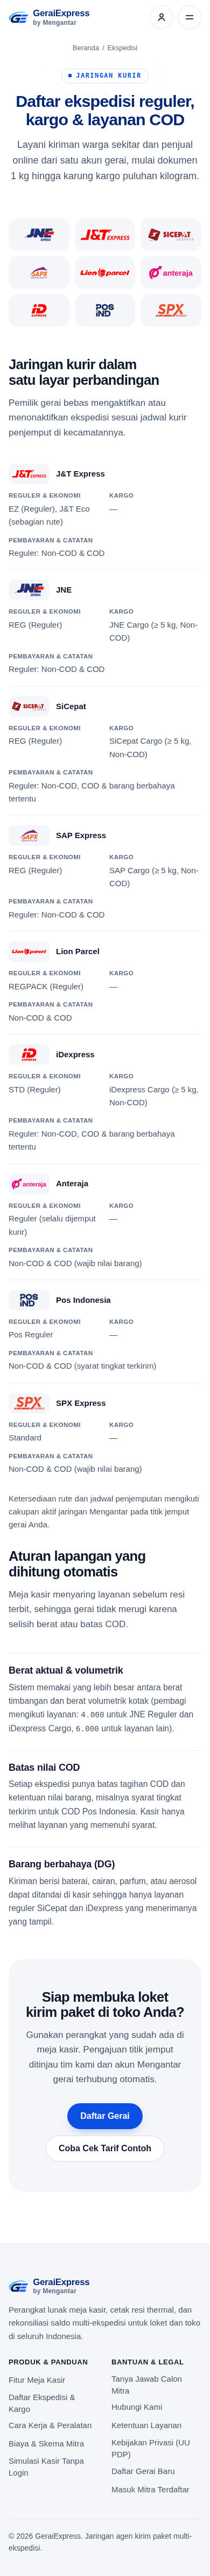 GeraiExpress
by Mengantar
Beranda / Ekspedisi
JARINGAN KURIR
Daftar ekspedisi reguler,
kargo & layanan COD
Layani kiriman warga sekitar dan penjual
online dari satu akun gerai, mulai dokumen
1 kg hingga karung kargo puluhan kilogram.
JNE EXPRESS
J&T EXPRESS
SICEPAT EKSPRES
SAPX EXPRESS
Lion parcel
anteraja
iD EXPRESS
POS IND
SPX EXPRESS
Jaringan kurir dalam
satu layar perbandingan
Pemilik gerai bebas mengaktifkan atau
menonaktifkan ekspedisi sesuai jadwal kurir
penjemput di kecamatannya.
J&T EXPRESS J&T Express
REGULER & EKONOMI KARGO
EZ (Reguler), J&T Eco —
(sebagian rute)
PEMBAYARAN & CATATAN
Reguler: Non-COD & COD
JNE EXPRESS JNE
REGULER & EKONOMI KARGO
REG (Reguler) JNE Cargo (≥ 5 kg, Non-
COD)
PEMBAYARAN & CATATAN
Reguler: Non-COD & COD
SICEPAT EKSPRES SiCepat
REGULER & EKONOMI KARGO
REG (Reguler) SiCepat Cargo (≥ 5 kg,
Non-COD)
PEMBAYARAN & CATATAN
Reguler: Non-COD, COD & barang berbahaya
tertentu
SAPX EXPRESS SAP Express
REGULER & EKONOMI KARGO
REG (Reguler) SAP Cargo (≥ 5 kg, Non-
COD)
PEMBAYARAN & CATATAN
Reguler: Non-COD & COD
Lion parcel Lion Parcel
REGULER & EKONOMI KARGO
REGPACK (Reguler) —
PEMBAYARAN & CATATAN
Non-COD & COD
iD EXPRESS iDexpress
REGULER & EKONOMI KARGO
STD (Reguler) iDexpress Cargo (≥ 5 kg,
Non-COD)
PEMBAYARAN & CATATAN
Reguler: Non-COD, COD & barang berbahaya
tertentu
anteraja Anteraja
REGULER & EKONOMI KARGO
Reguler (selalu dijemput —
kurir)
PEMBAYARAN & CATATAN
Non-COD & COD (wajib nilai barang)
POS IND Pos Indonesia
REGULER & EKONOMI KARGO
Pos Reguler —
PEMBAYARAN & CATATAN
Non-COD & COD (syarat tingkat terkirim)
SPX EXPRESS SPX Express
REGULER & EKONOMI KARGO
Standard —
PEMBAYARAN & CATATAN
Non-COD & COD (wajib nilai barang)
Ketersediaan rute dan jadwal penjemputan mengikuti
cakupan aktif jaringan Mengantar pada titik jemput
gerai Anda.
Aturan lapangan yang
dihitung otomatis
Meja kasir menyaring layanan sebelum resi
terbit, sehingga gerai tidak merugi karena
selisih berat atau batas COD.
Berat aktual & volumetrik
Sistem memakai yang lebih besar antara berat
timbangan dan berat volumetrik kotak (pembagi
mengikuti layanan: 4.000 untuk JNE Reguler dan
iDexpress Cargo, 6.000 untuk layanan lain).
Batas nilai COD
Setiap ekspedisi punya batas tagihan COD dan
ketentuan nilai barang, misalnya syarat tingkat
terkirim untuk COD Pos Indonesia. Kasir hanya
melihat layanan yang memenuhi syarat.
Barang berbahaya (DG)
Kiriman berisi baterai, cairan, parfum, atau aerosol
dapat ditandai di kasir sehingga hanya layanan
reguler SiCepat dan iDexpress yang menerimanya
yang tampil.
Siap membuka loket
kirim paket di toko Anda?
Gunakan perangkat yang sudah ada di
meja kasir. Pengajuan titik jemput
ditinjau tim kami dan akun Mengantar
gerai terhubung otomatis.
Daftar Gerai
Coba Cek Tarif Contoh
GeraiExpress
by Mengantar
Perangkat lunak meja kasir, cetak resi thermal, dan
rekonsiliasi saldo multi-ekspedisi untuk loket dan toko
di seluruh Indonesia.
PRODUK & PANDUAN BANTUAN & LEGAL
Fitur Meja Kasir
Daftar Ekspedisi &
Kargo
Cara Kerja & Peralatan
Biaya & Skema Mitra
Simulasi Kasir Tanpa
Login
Tanya Jawab Calon
Mitra
Hubungi Kami
Ketentuan Layanan
Kebijakan Privasi (UU
PDP)
Daftar Gerai Baru
Masuk Mitra Terdaftar
© 2026 GeraiExpress. Jaringan agen kirim paket multi-
ekspedisi.